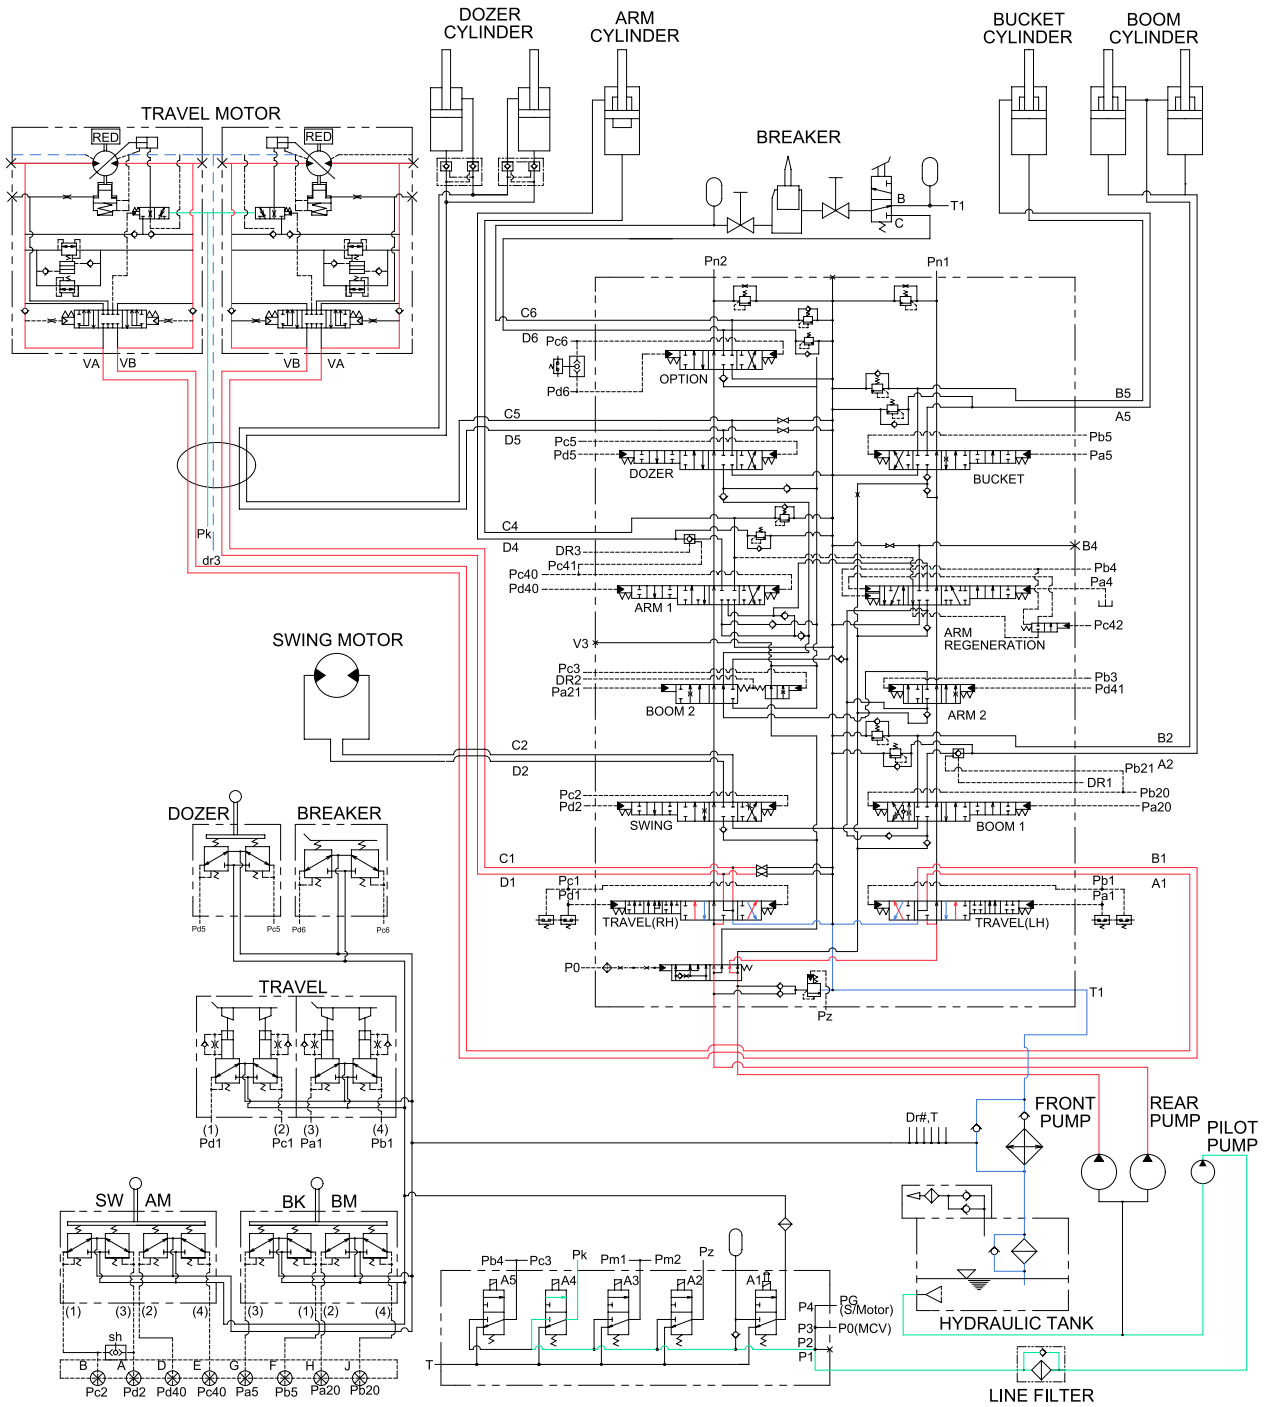 DOZER
CYLINDER
ARM
CYLINDER
BUCKET
CYLINDER
BOOM
CYLINDER
TRAVEL MOTOR
RED
RED
BREAKER
B
C
T1
VA
VB
VB
VA
Pn2
Pn1
C6
D6
Pc6
Pd6
OPTION
B5
A5
C5
D5
Pc5
Pd5
DOZER
Pb5
Pa5
BUCKET
Pk
dr3
C4
D4
DR3
Pc41
Pc40
Pd40
ARM 1
B4
Pb4
Pa4
Pc42
ARM
REGENERATION
SWING MOTOR
V3
Pc3
DR2
Pa21
BOOM 2
Pb3
Pd41
ARM 2
C2
D2
B2
A2
Pb21
DR1
Pc2
Pd2
SWING
Pb20
Pa20
BOOM 1
DOZER
BREAKER
Pd5
Pc5
Pd6
Pc6
C1
D1
B1
A1
Pc1
Pd1
TRAVEL(RH)
Pb1
Pa1
TRAVEL(LH)
P0
Pz
T1
TRAVEL
(1)
Pd1
(2)
Pc1
(3)
Pa1
(4)
Pb1
Dr#,T
FRONT
PUMP
REAR
PUMP
PILOT
PUMP
SW
AM
BK
BM
(1)
(3)
(2)
(4)
(3)
(1)
(2)
(4)
sh
B
A
D
E
G
F
H
J
Pc2
Pd2
Pd40
Pc40
Pa5
Pb5
Pa20
Pb20
Pb4
Pc3
Pk
Pm1
Pm2
Pz
A5
A4
A3
A2
A1
T
P4
PG
(S/Motor)
P3
P0(MCV)
P2
P1
HYDRAULIC TANK
LINE FILTER